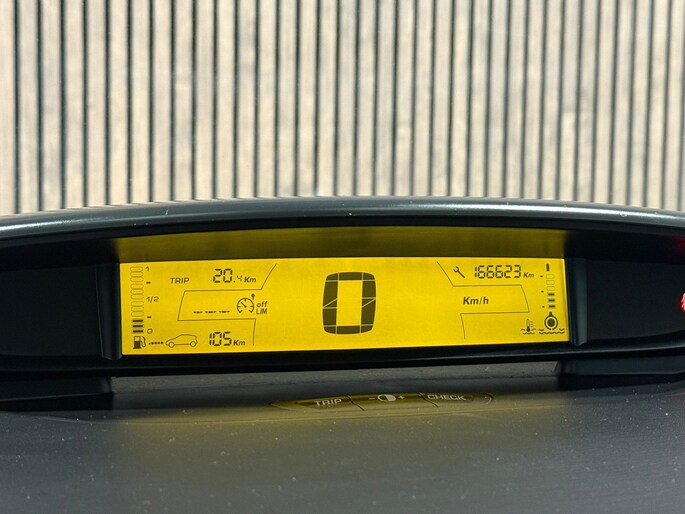 1
TRIP 20.4 Km
166623 Km
1/2
--- off
LIM
0
Km/h
0
105 Km
TRIP - + CHECK